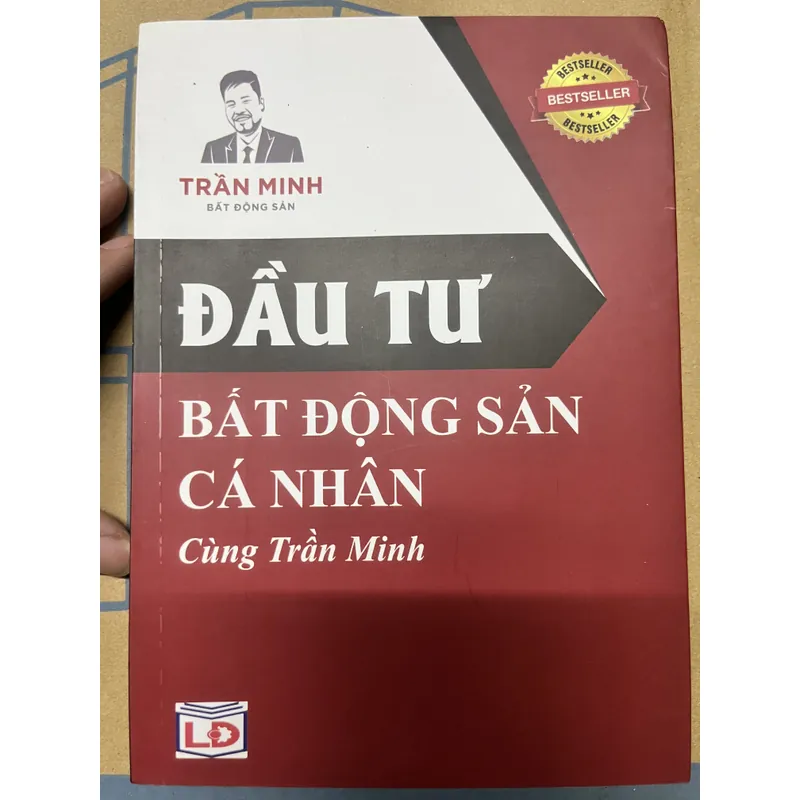 BESTSELLER
BESTSELLER
BESTSELLER
TRẦN MINH
BẤT ĐỘNG SẢN
ĐẦU TƯ
BẤT ĐỘNG SẢN
CÁ NHÂN
Cùng Trần Minh
LĐ